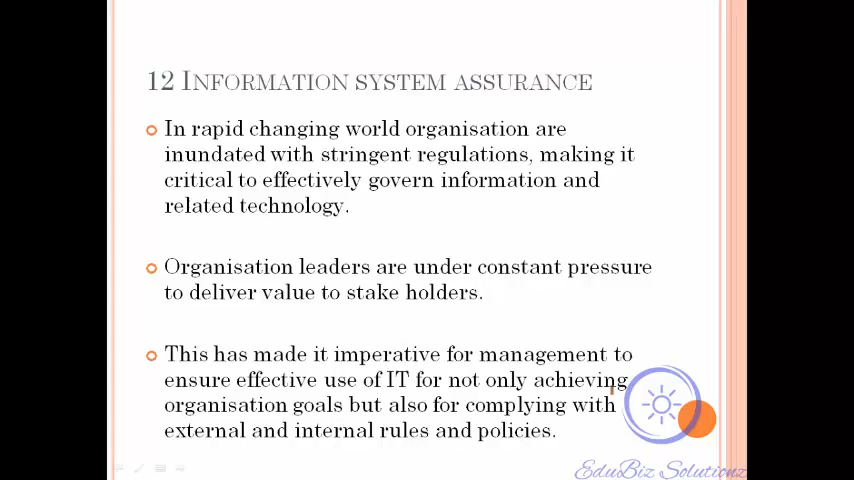 12 INFORMATION SYSTEM ASSURANCE
In rapid changing world organisation are
inundated with stringent regulations, making it
critical to effectively govern information and
related technology.
Organisation leaders are under constant pressure
to deliver value to stake holders.
This has made it imperative for management to
ensure effective use of IT for not only achieving
organisation goals but also for complying with
external and internal rules and policies.
EduBiz Solutionz